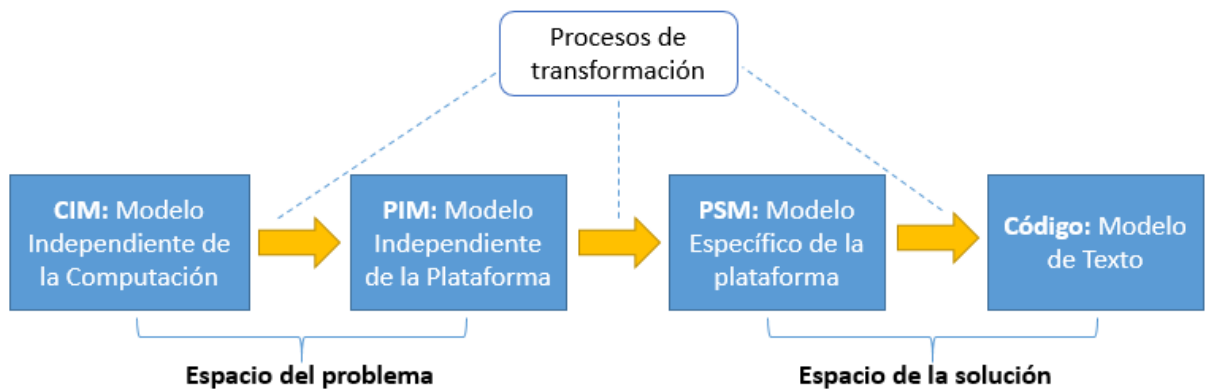 Procesos de
transformación
CIM: Modelo
Independiente de
la Computación
PIM: Modelo
Independiente
de la Plataforma
PSM: Modelo
Específico de la
plataforma
Código: Modelo
de Texto
Espacio del problema
Espacio de la solución